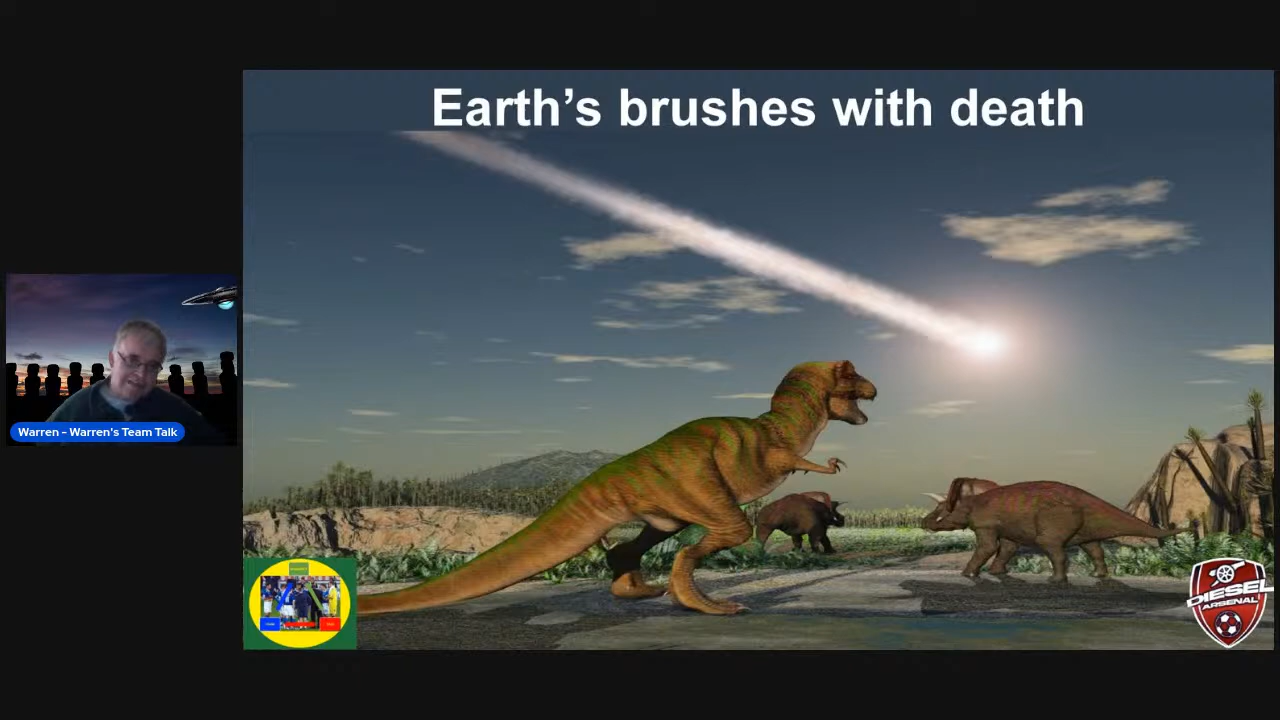 Earth’s brushes with death
Warren - Warren's Team Talk
DIESEL
ARSENAL